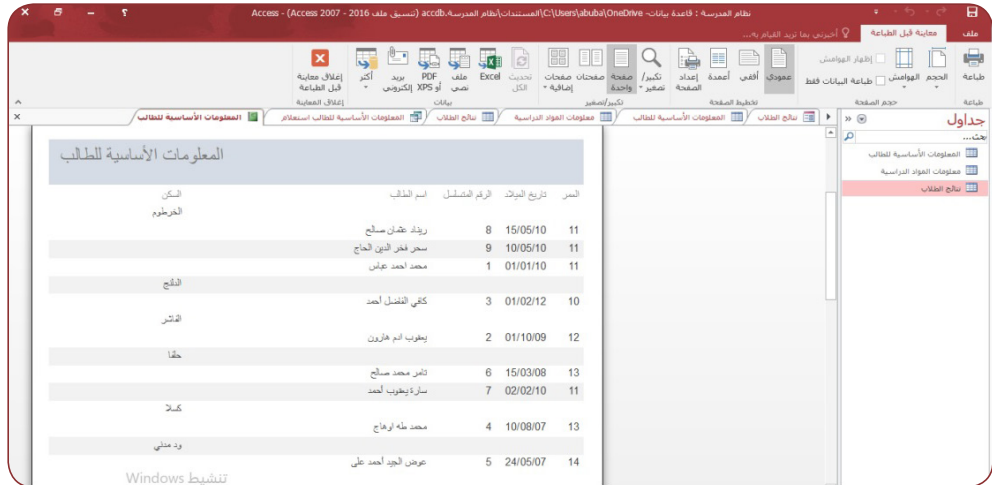 نظام المدرسة : قاعدة بيانات- C:\Users\abuba\OneDrive\المستندات\نظام المدرسة.accdb (تنسيق ملف Access 2007 - 2016) - Access
ملف
معاينة قبل الطباعة
أخبرني بما تريد القيام به...
طباعة
الحجم
الهوامش
إظهار الهوامش
طباعة البيانات فقط
عمودي
أفقي
أعمدة
إعداد الصفحة
تكبير/تصغير
صفحة واحدة
صفحتان
صفحات إضافية
تحديث الكل
Excel
ملف نصي
PDF أو XPS
بريد إلكتروني
أكثر
إغلاق معاينة قبل الطباعة
طباعة
حجم الصفحة
تخطيط الصفحة
تكبير/تصغير
بيانات
إغلاق المعاينة
جداول
بحث...
المعلومات الأساسية للطالب
معلومات المواد الدراسية
نتائج الطلاب
نتائج الطلاب
المعلومات الأساسية للطالب
معلومات المواد الدراسية
نتائج الطلاب
المعلومات الأساسية للطالب استعلام
المعلومات الأساسية للطالب
المعلومات الأساسية للطالب
العمر تاريخ الميلاد الرقم المتسلسل اسم الطالب السكن
الخرطوم
11 15/05/10 8 ريناد عثمان صالح
11 10/05/10 9 سحر فخر الدين الحاج
11 01/01/10 1 محمد احمد عباس
الدلنج
10 01/02/12 3 كافي الفاضل أحمد
الفاشر
12 01/10/09 2 يعقوب ادم هارون
حلفا
13 15/03/08 6 تامر محمد صالح
11 02/02/10 7 سارة يعقوب أحمد
كسلا
13 10/08/07 4 محمد طه اوهاج
ود مدني
14 24/05/07 5 عوض الجيد أحمد على
تنشيط Windows